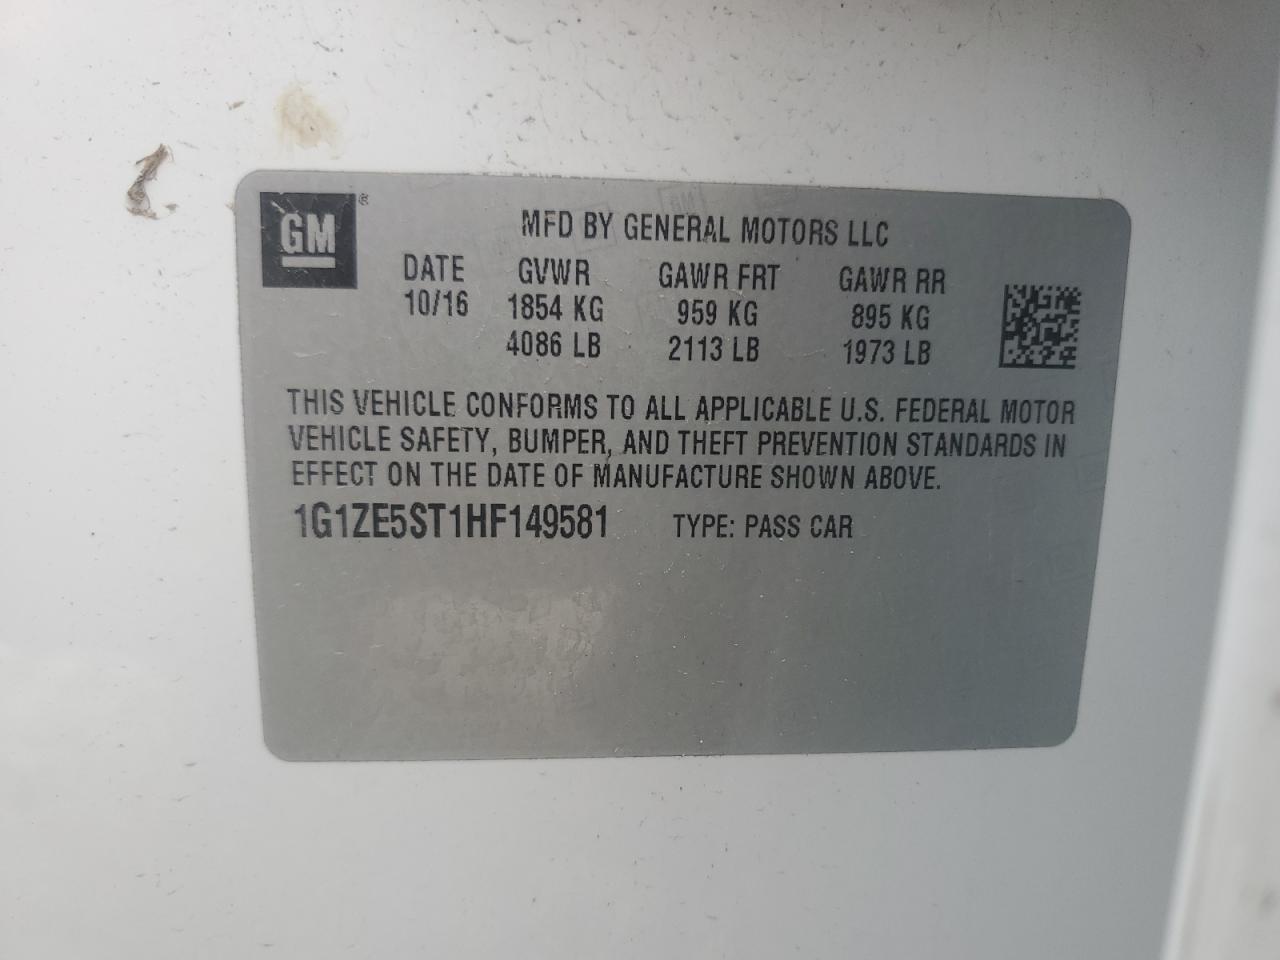 GM ®
MFD BY GENERAL MOTORS LLC
DATE GVWR GAWR FRT GAWR RR
10/16 1854 KG 959 KG 895 KG
4086 LB 2113 LB 1973 LB
THIS VEHICLE CONFORMS TO ALL APPLICABLE U.S. FEDERAL MOTOR
VEHICLE SAFETY, BUMPER, AND THEFT PREVENTION STANDARDS IN
EFFECT ON THE DATE OF MANUFACTURE SHOWN ABOVE.
1G1ZE5ST1HF149581 TYPE: PASS CAR